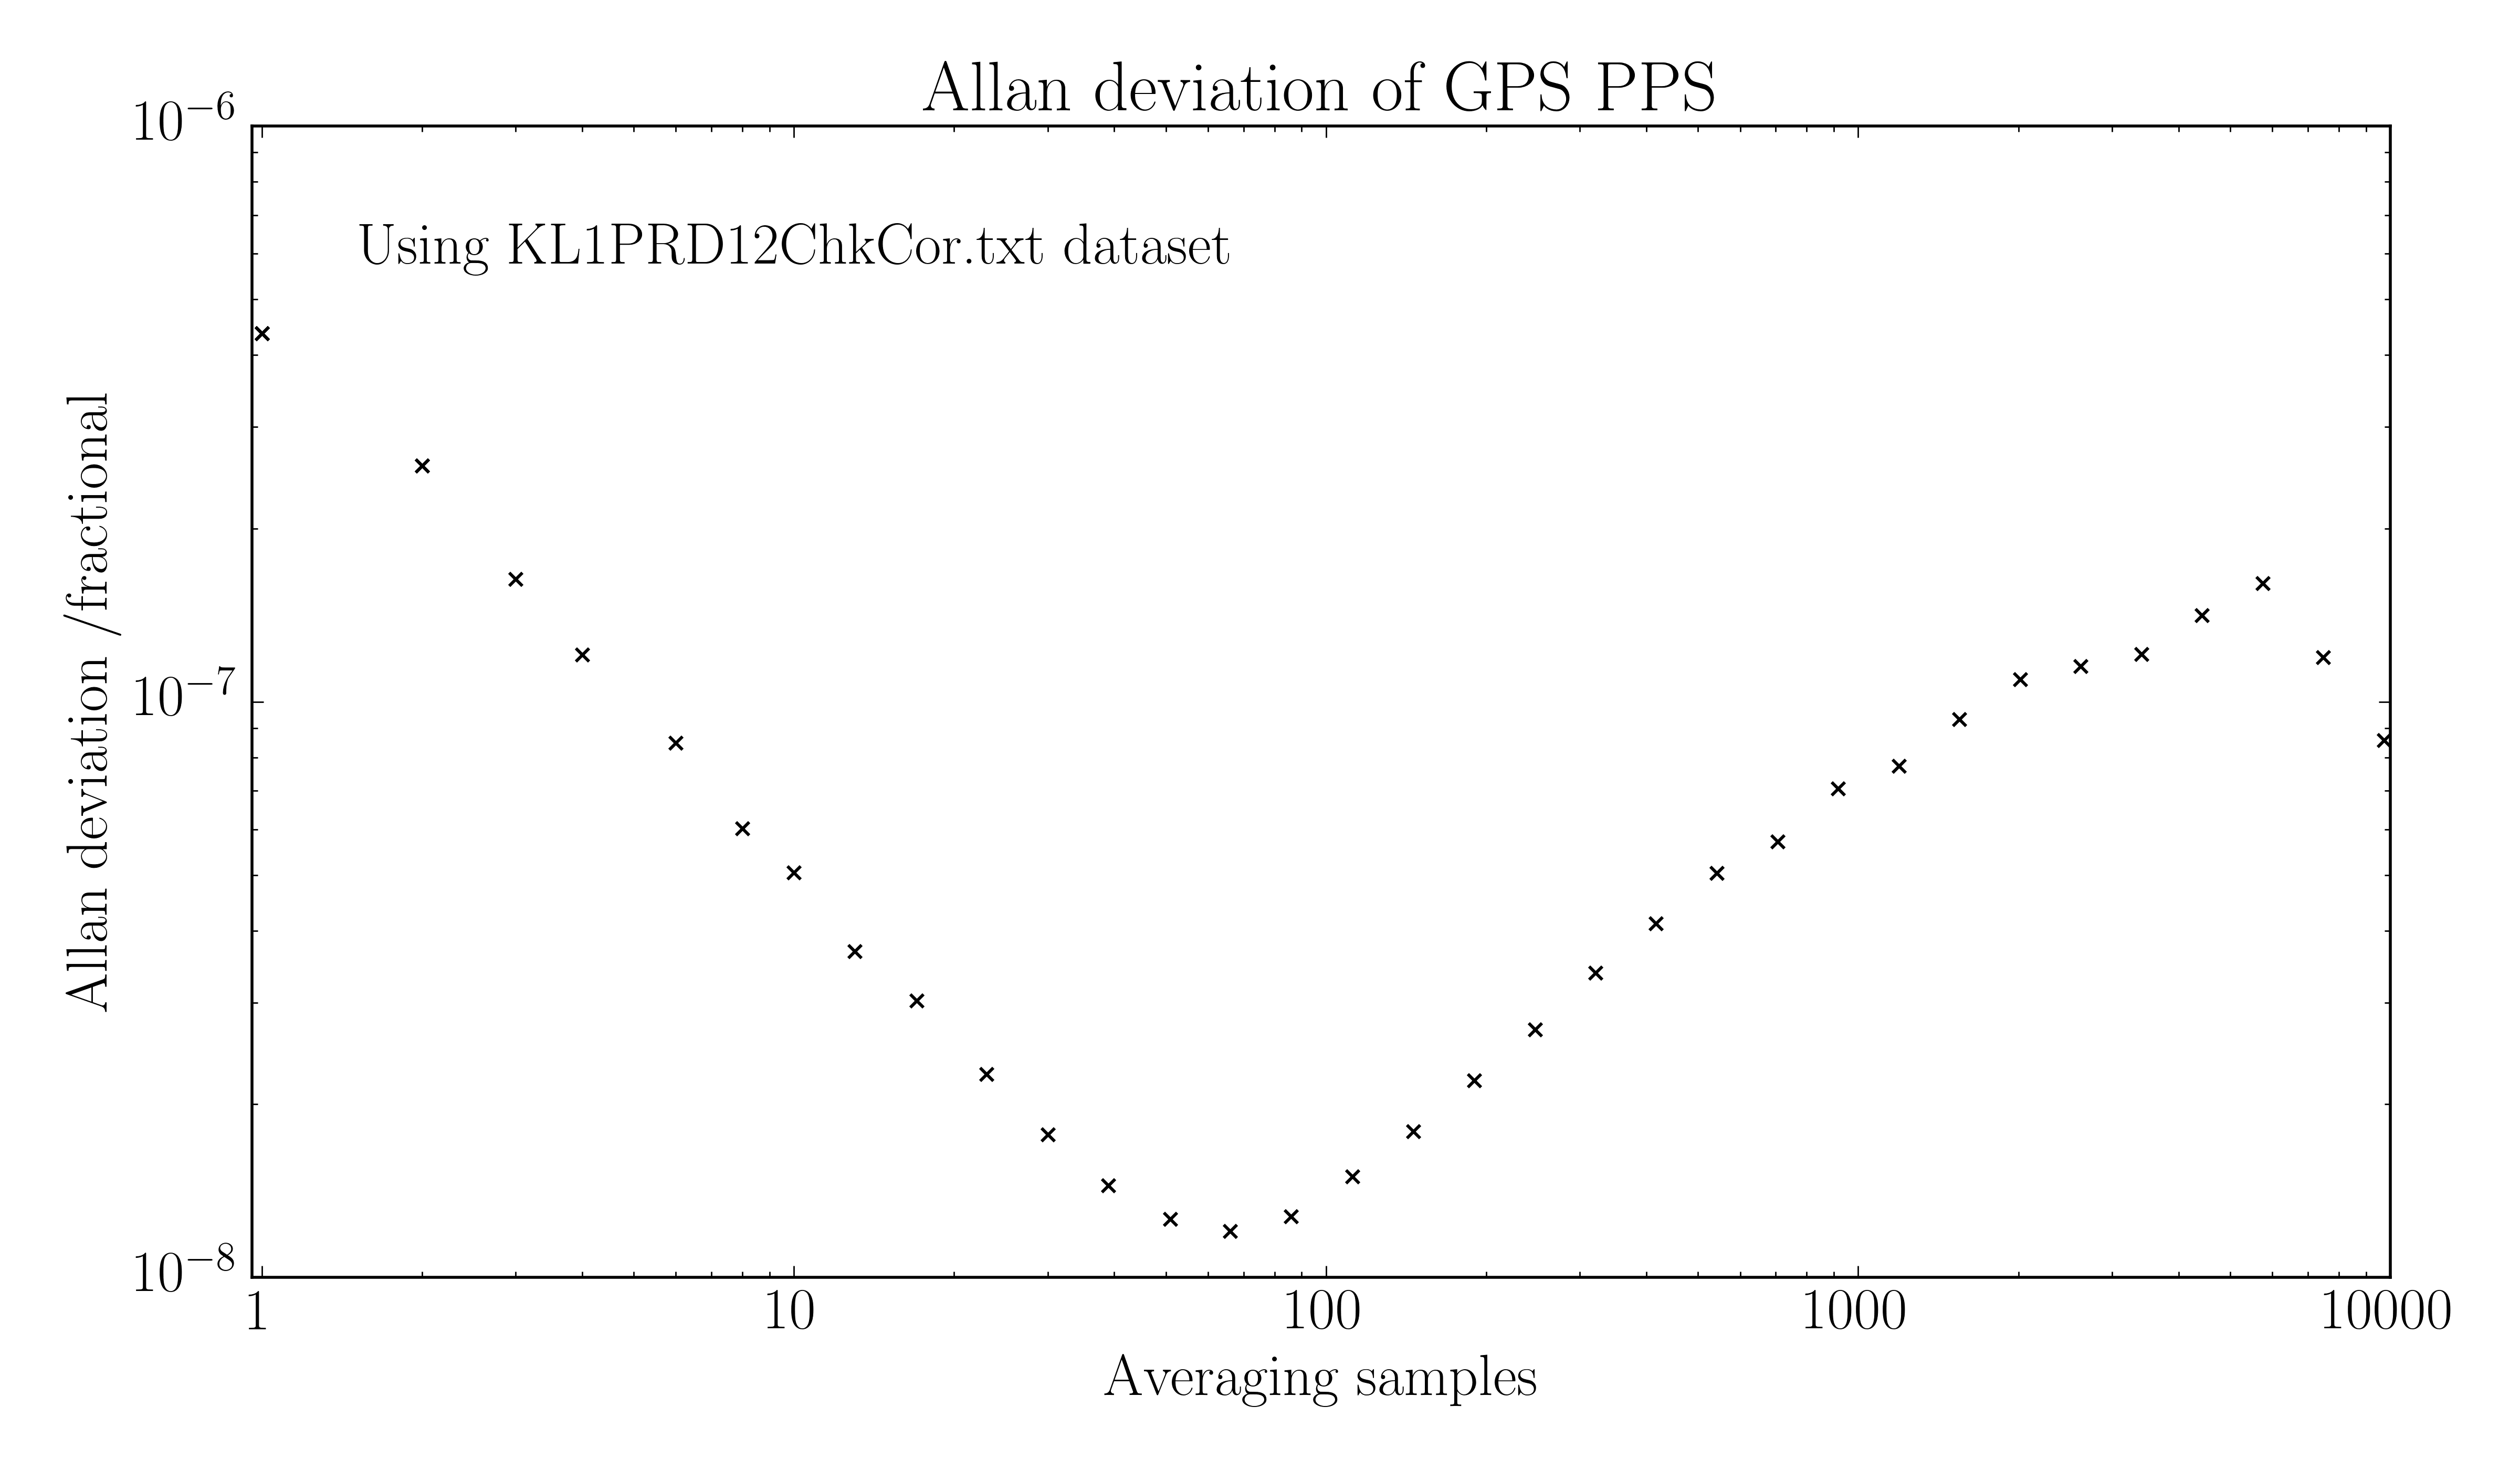 Allan deviation of GPS PPS
10−6
Using KL1PRD12ChkCor.txt dataset
Allan deviation /fractional
10−7
10−8
1 10 100 1000 10000
Averaging samples